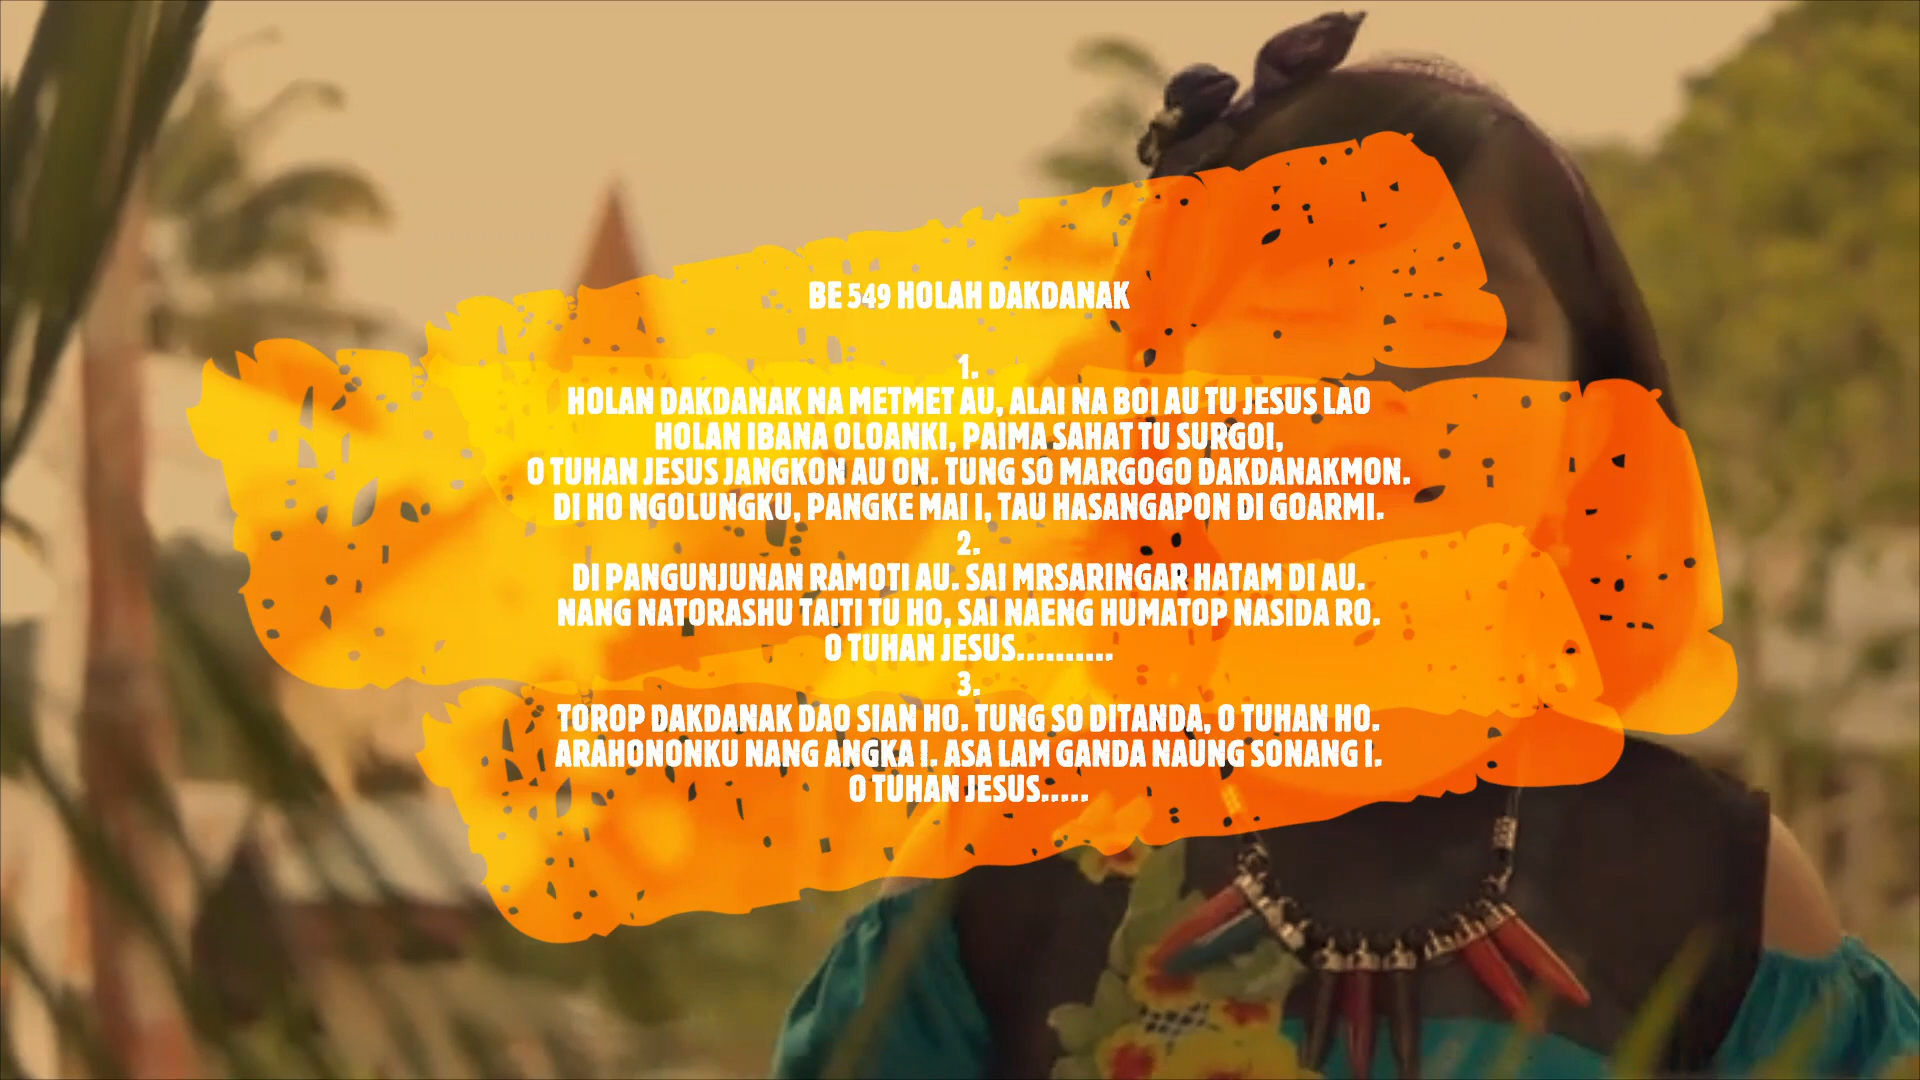 BE 549 HOLAH DAKDANAK
1.
HOLAN DAKDANAK NA METMET AU, ALAI NA BOI AU TU JESUS LAO
HOLAN IBANA OLOANKI, PAIMA SAHAT TU SURGOI,
O TUHAN JESUS JANGKON AU ON. TUNG SO MARGOGO DAKDANAKMON.
DI HO NGOLUNGKU, PANGKE MAI I, TAU HASANGAPON DI GOARMI.
2.
DI PANGUNJUNAN RAMOTI AU. SAI MRSARINGAR HATAM DI AU.
NANG NATORASHU TAITI TU HO, SAI NAENG HUMATOP NASIDA RO.
O TUHAN JESUS..........
3.
TOROP DAKDANAK DAO SIAN HO. TUNG SO DITANDA, O TUHAN HO.
ARAHONONKU NANG ANGKA I. ASA LAM GANDA NAUNG SONANG I.
O TUHAN JESUS.....